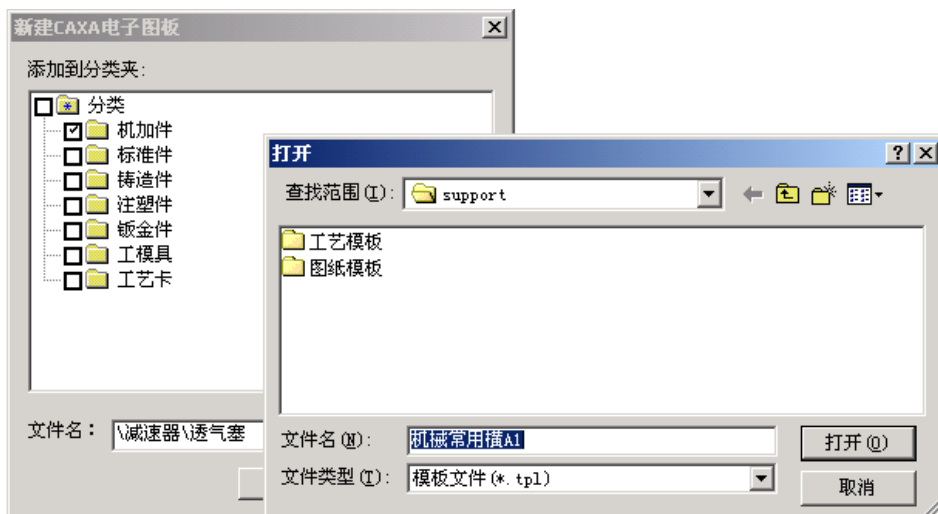 新建CAXA电子图板
添加到分类夹:
分类
机加件
标准件
铸造件
注塑件
钣金件
工模具
工艺卡
文件名：
\减速器\透气塞
打开
查找范围(I):
support
工艺模板
图纸模板
文件名(N):
机械常用横A1
打开(O)
文件类型(T):
模板文件(*.tpl)
取消